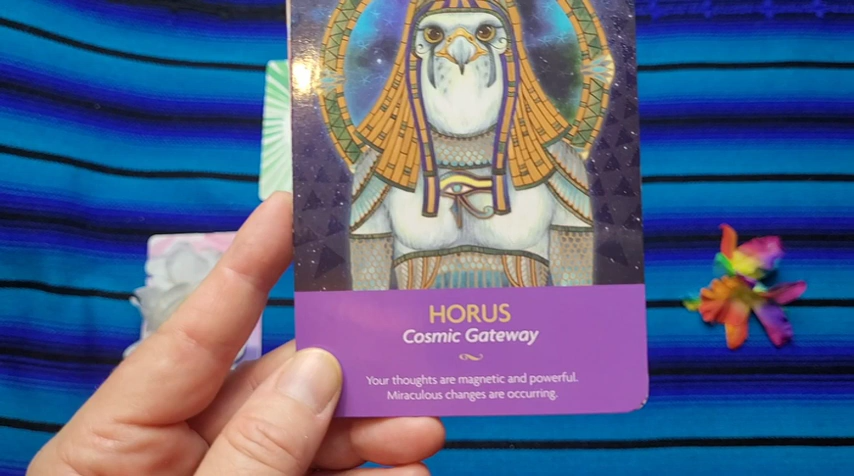 HORUS
Cosmic Gateway
Your thoughts are magnetic and powerful.
Miraculous changes are occurring.